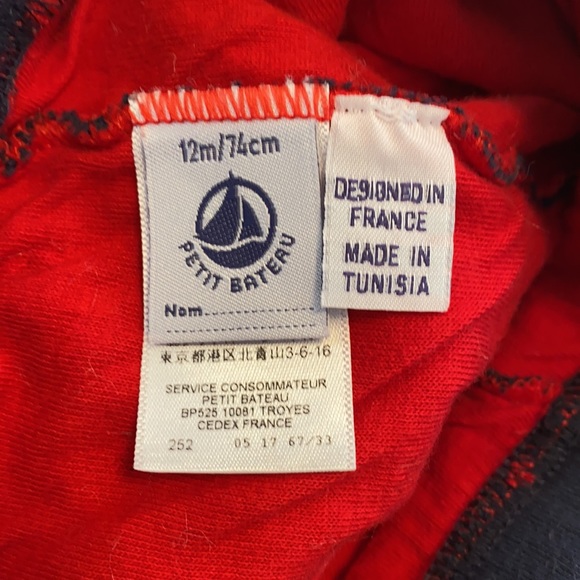 12m/74cm
PETIT BATEAU
Nom
DESIGNED IN
FRANCE
MADE IN
TUNISIA
東京都港区北青山3-6-16
SERVICE CONSOMMATEUR
PETIT BATEAU
BP525 10081 TROYES
CEDEX FRANCE
252 05 17 67/33